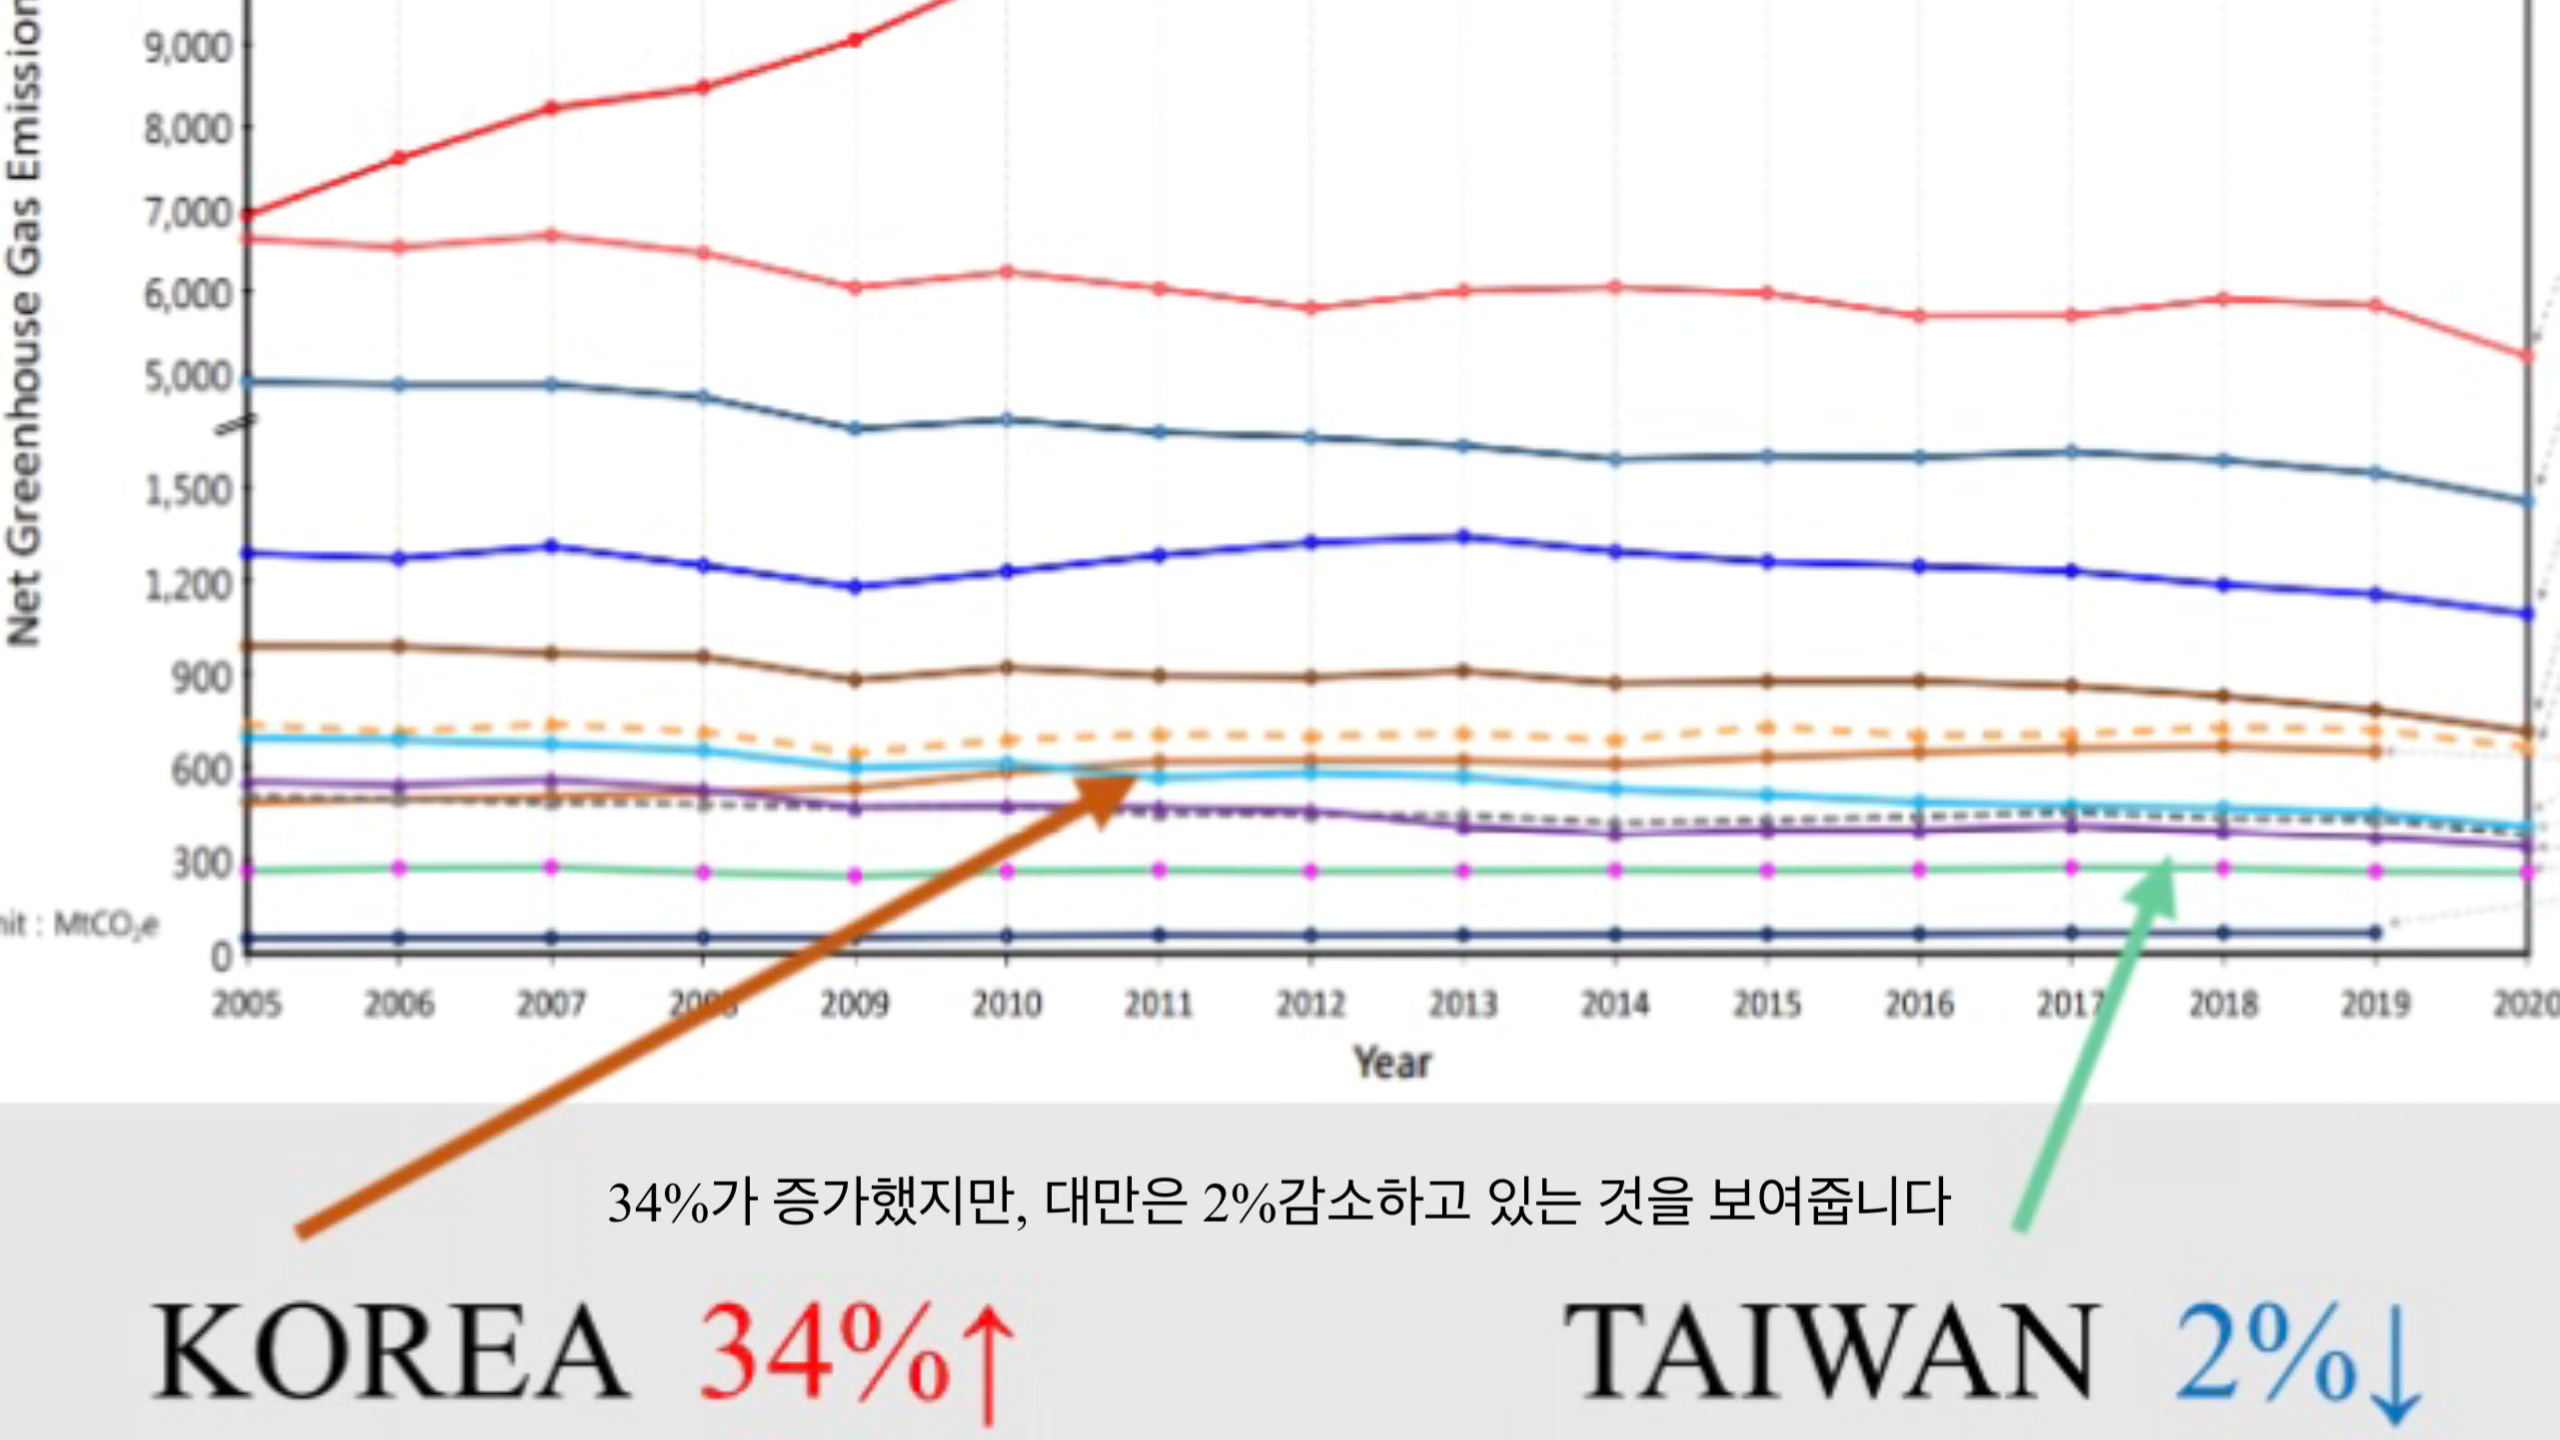 Net Greenhouse Gas Emission
9,000
8,000
7,000
6,000
5,000
1,500
1,200
900
600
300
0
nit : MtCO₂e
2005 2006 2007 2008 2009 2010 2011 2012 2013 2014 2015 2016 2017 2018 2019 2020
Year
34%가 증가했지만, 대만은 2%감소하고 있는 것을 보여줍니다
KOREA 34%↑
TAIWAN 2%↓